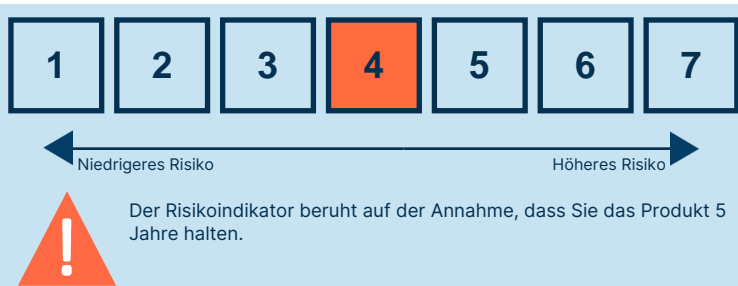 1 2 3 4 5 6 7
Niedrigeres Risiko Höheres Risiko
Der Risikoindikator beruht auf der Annahme, dass Sie das Produkt 5
Jahre halten.
!